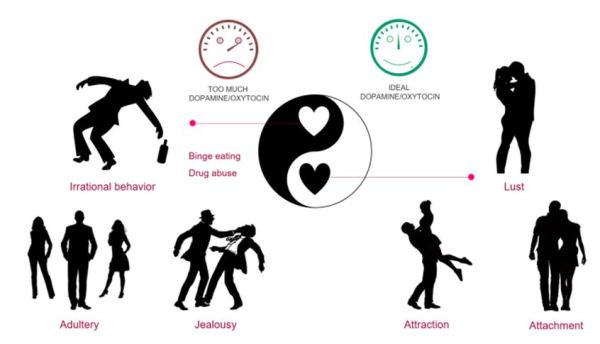 TOO MUCH
DOPAMINE/OXYTOCIN
IDEAL
DOPAMINE/OXYTOCIN
Binge eating
Drug abuse
Irrational behavior
Lust
Adultery
Jealousy
Attraction
Attachment